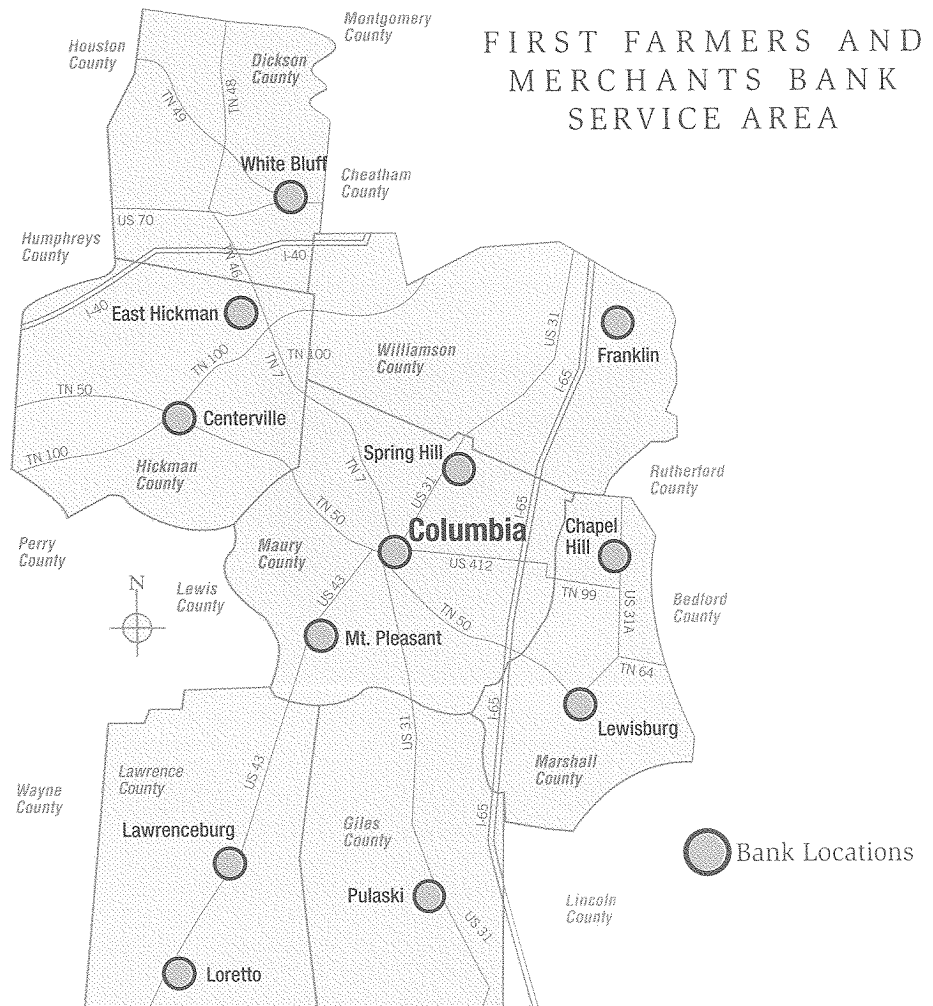 FIRST FARMERS AND
MERCHANTS BANK
SERVICE AREA
Montgomery
County
Houston
County
Dickson
County
TN 48
TN 49
White Bluff
Cheatham
County
US 70
Humphreys
County
TN 46
I-40
I-40
East Hickman
TN 100
TN 7
TN 100
Williamson
County
US 31
I-65
Franklin
TN 50
Centerville
TN 100
Hickman
County
Spring Hill
TN 7
US 31
I-65
Rutherford
County
TN 50
Columbia
Chapel
Hill
Perry
County
Maury
County
US 412
TN 99
US 31A
Bedford
County
N
Lewis
County
US 43
TN 50
Mt. Pleasant
TN 64
I-65
Lewisburg
US 31
US 43
Marshall
County
Lawrence
County
Wayne
County
I-65
Lawrenceburg
Giles
County
Bank Locations
Pulaski
US 31
Lincoln
County
Loretto